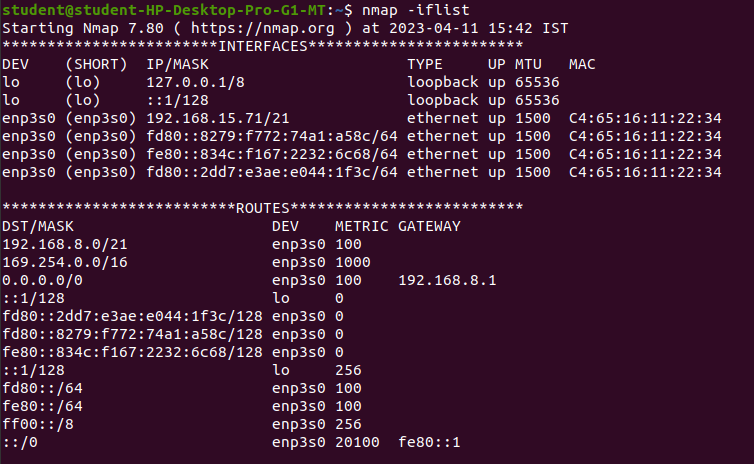 student@student-HP-Desktop-Pro-G1-MT:~$ nmap -iflist
Starting Nmap 7.80 ( https://nmap.org ) at 2023-04-11 15:42 IST
************************INTERFACES************************
DEV    (SHORT)  IP/MASK                      TYPE     UP MTU   MAC
lo     (lo)     127.0.0.1/8                  loopback up 65536
lo     (lo)     ::1/128                      loopback up 65536
enp3s0 (enp3s0) 192.168.15.71/21             ethernet up 1500  C4:65:16:11:22:34
enp3s0 (enp3s0) fd80::8279:f772:74a1:a58c/64 ethernet up 1500  C4:65:16:11:22:34
enp3s0 (enp3s0) fe80::834c:f167:2232:6c68/64 ethernet up 1500  C4:65:16:11:22:34
enp3s0 (enp3s0) fd80::2dd7:e3ae:e044:1f3c/64 ethernet up 1500  C4:65:16:11:22:34
**************************ROUTES**************************
DST/MASK                      DEV    METRIC GATEWAY
192.168.8.0/21                enp3s0 100
169.254.0.0/16                enp3s0 1000
0.0.0.0/0                     enp3s0 100    192.168.8.1
::1/128                       lo     0
fd80::2dd7:e3ae:e044:1f3c/128 enp3s0 0
fd80::8279:f772:74a1:a58c/128 enp3s0 0
fe80::834c:f167:2232:6c68/128 enp3s0 0
::1/128                       lo     256
fd80::/64                     enp3s0 100
fe80::/64                     enp3s0 100
ff00::/8                      enp3s0 256
::/0                          enp3s0 20100  fe80::1